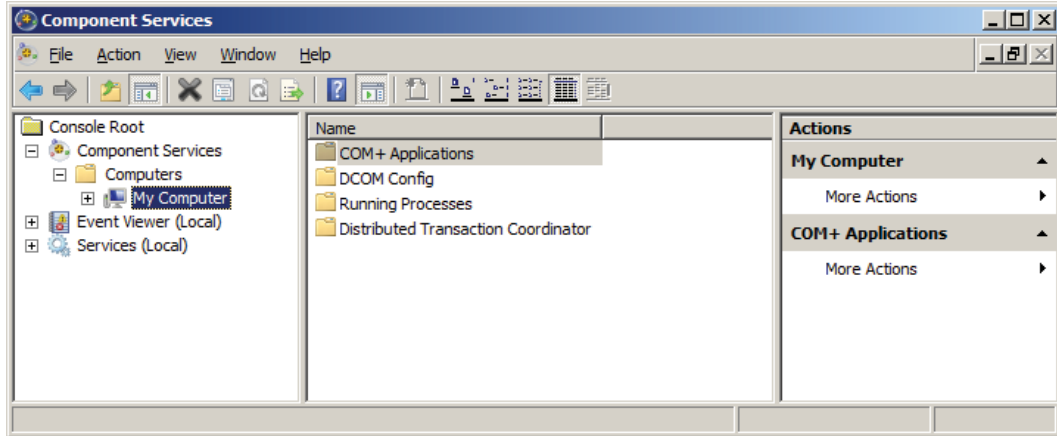 Component Services
File Action View Window Help
Console Root
Component Services
Computers
My Computer
Event Viewer (Local)
Services (Local)
Name
COM+ Applications
DCOM Config
Running Processes
Distributed Transaction Coordinator
Actions
My Computer
More Actions
COM+ Applications
More Actions